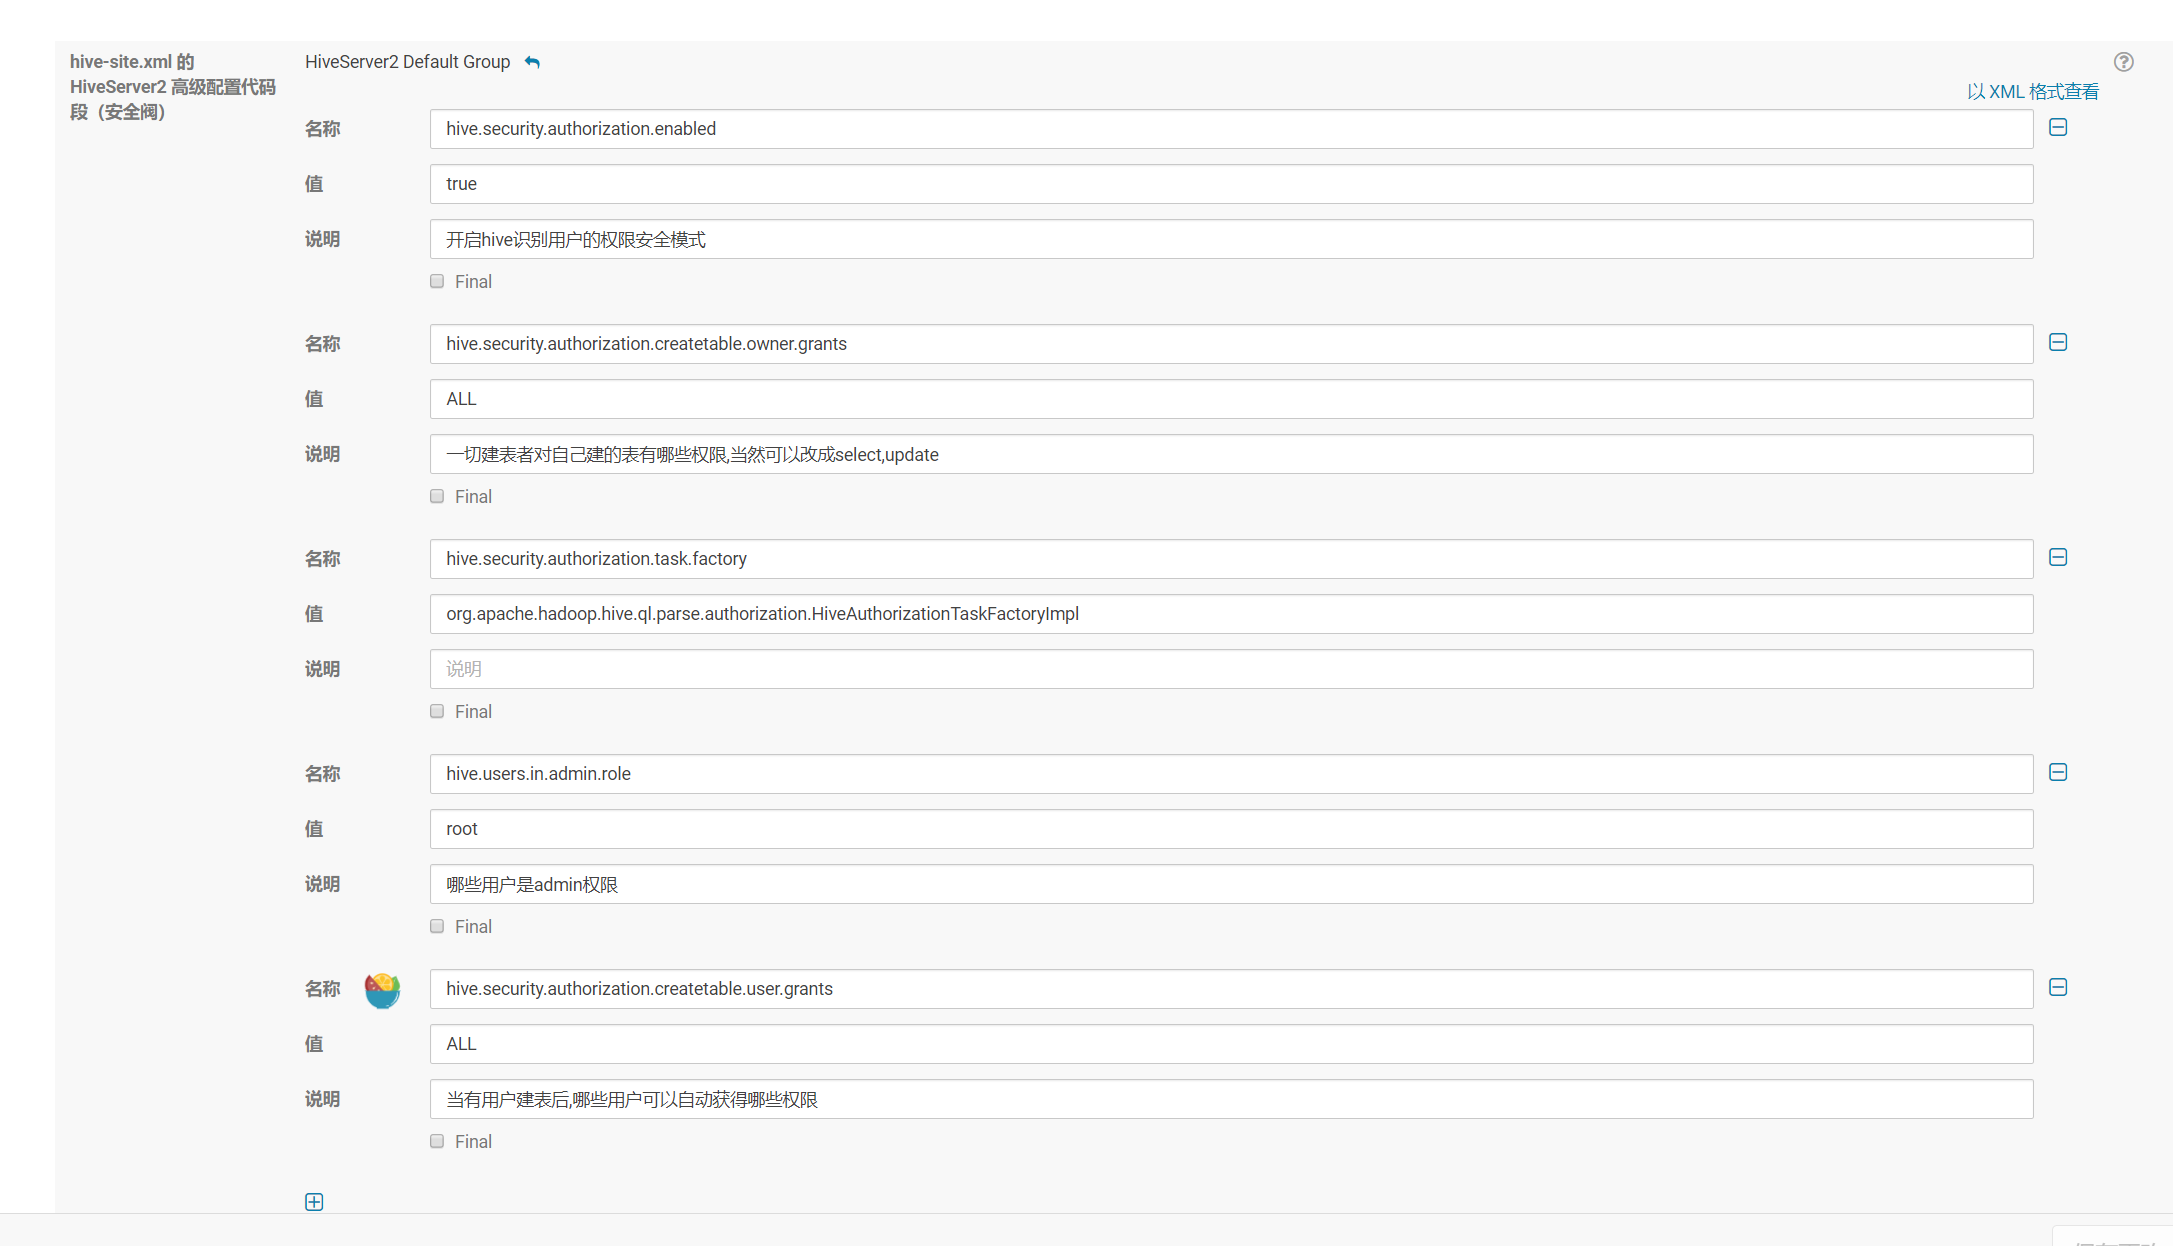 hive-site.xml 的
HiveServer2 高级配置代码
段（安全阀）
HiveServer2 Default Group
以 XML 格式查看
名称
hive.security.authorization.enabled
值
true
说明
开启hive识别用户的权限安全模式
Final
名称
hive.security.authorization.createtable.owner.grants
值
ALL
说明
一切建表者对自己建的表有哪些权限,当然可以改成select,update
Final
名称
hive.security.authorization.task.factory
值
org.apache.hadoop.hive.ql.parse.authorization.HiveAuthorizationTaskFactoryImpl
说明
说明
Final
名称
hive.users.in.admin.role
值
root
说明
哪些用户是admin权限
Final
名称
hive.security.authorization.createtable.user.grants
值
ALL
说明
当有用户建表后,哪些用户可以自动获得哪些权限
Final